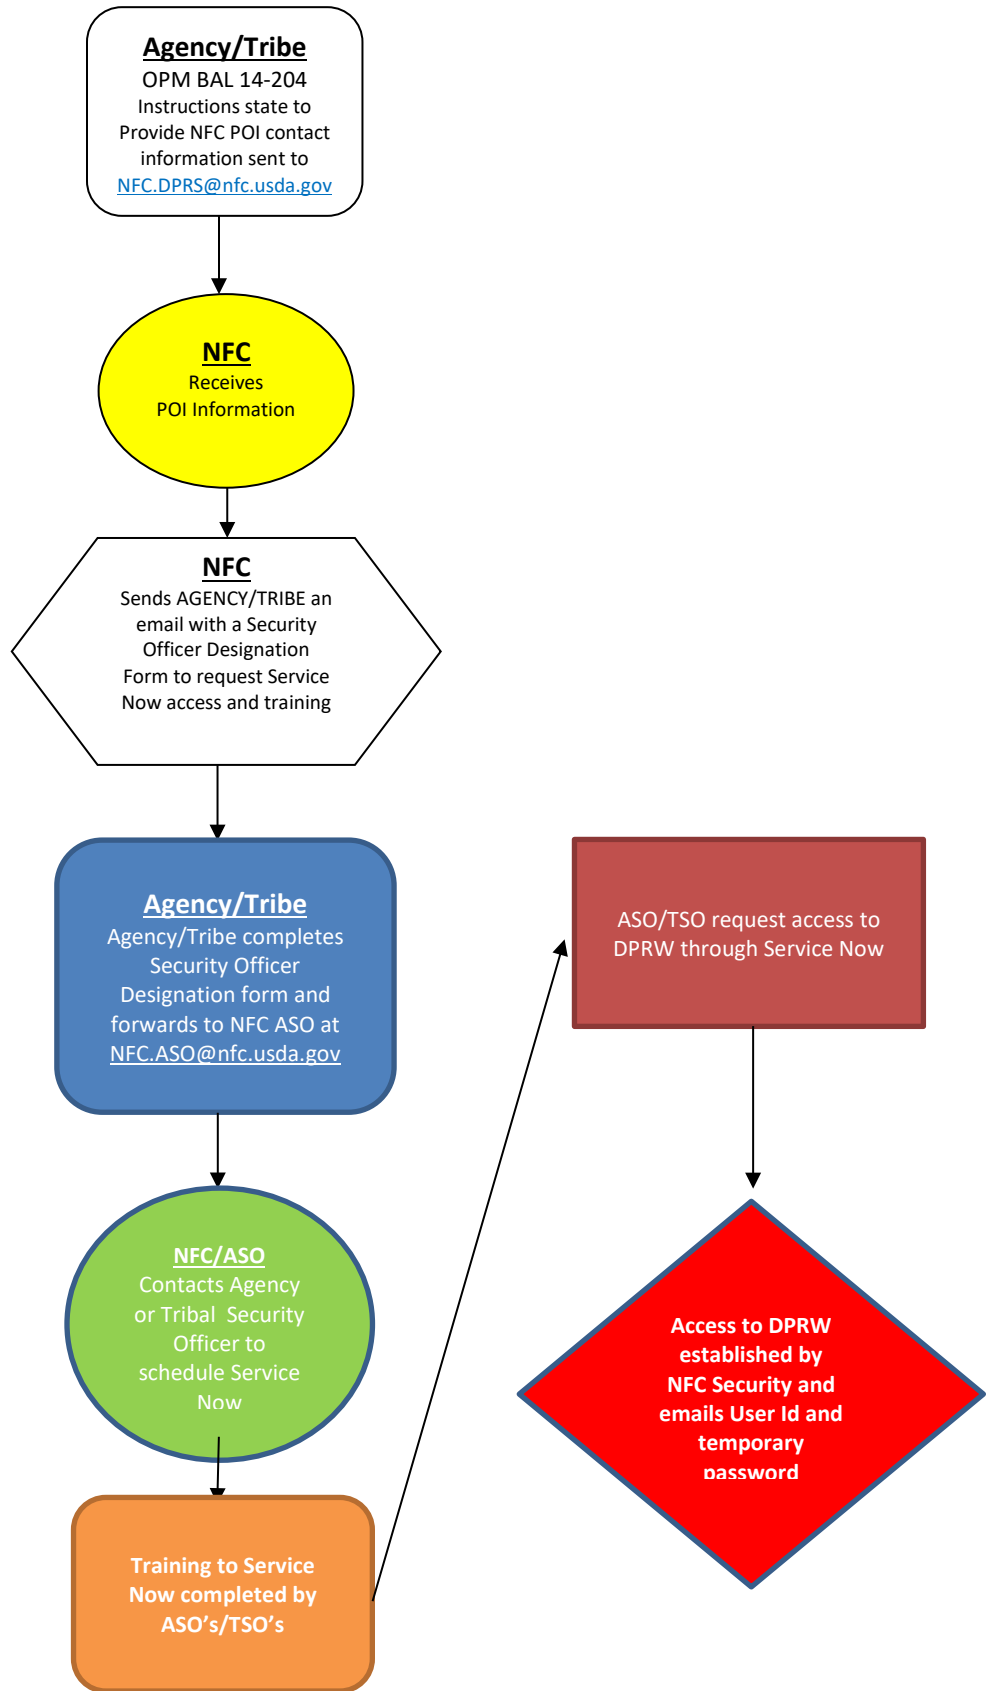 Agency/Tribe
OPM BAL 14-204
Instructions state to
Provide NFC POI contact
information sent to
NFC.DPRS@nfc.usda.gov
NFC
Receives
POI Information
NFC
Sends AGENCY/TRIBE an
email with a Security
Officer Designation
Form to request Service
Now access and training
Agency/Tribe
Agency/Tribe completes
Security Officer
Designation form and
forwards to NFC ASO at
NFC.ASO@nfc.usda.gov
NFC/ASO
Contacts Agency
or Tribal  Security
Officer to
schedule Service
Now
Training to Service
Now completed by
ASO’s/TSO’s
ASO/TSO request access to
DPRW through Service Now
Access to DPRW
established by
NFC Security and
emails User Id and
temporary
password